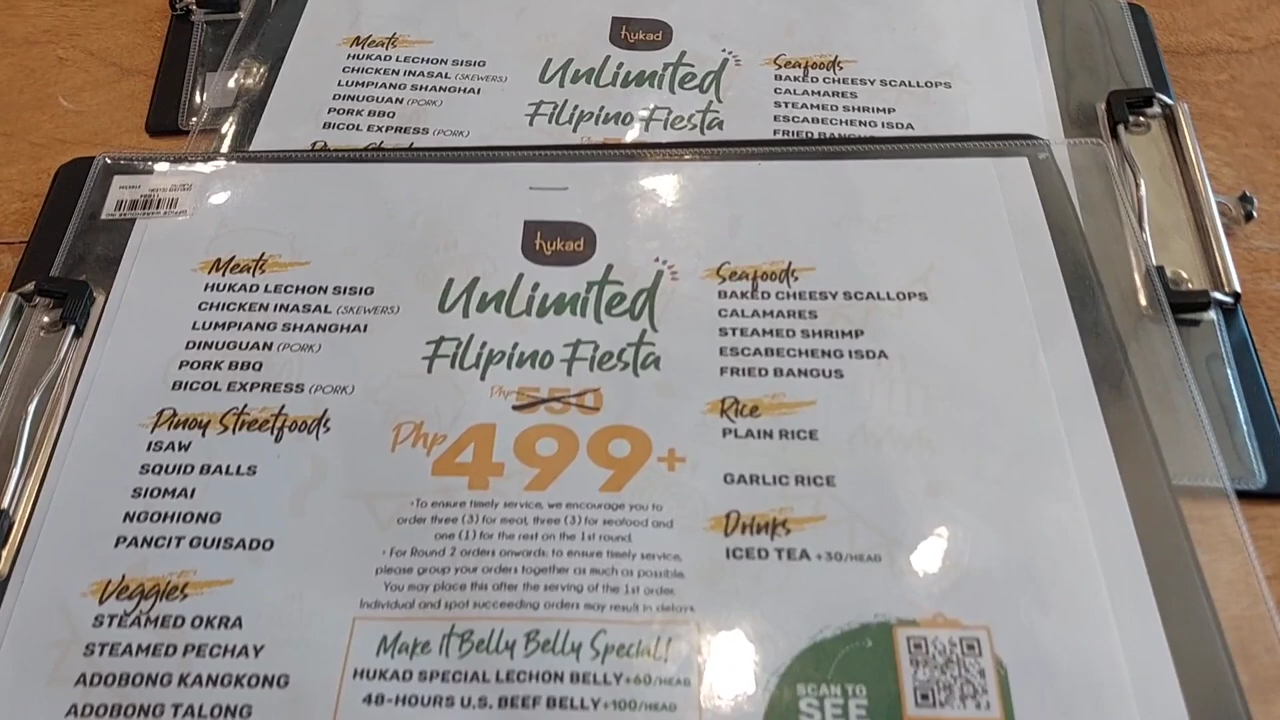 hukad
Unlimited
Filipino Fiesta
Meats
HUKAD LECHON SISIG
CHICKEN INASAL (SKEWERS)
LUMPIANG SHANGHAI
DINUGUAN (PORK)
PORK BBQ
BICOL EXPRESS (PORK)
Seafoods
BAKED CHEESY SCALLOPS
CALAMARES
STEAMED SHRIMP
ESCABECHENG ISDA
FRIED BANGUS
hukad
Unlimited
Filipino Fiesta
Php 550
Php 499+
•To ensure timely service, we encourage you to
order three (3) for meat, three (3) for seafood and
one (1) for the rest on the 1st round.
• For Round 2 orders onwards: to ensure timely service,
please group your orders together as much as possible.
You may place this after the serving of the 1st order.
Individual and spot succeeding orders may result in delays.
Make it Belly Belly Special!
HUKAD SPECIAL LECHON BELLY+60/HEAD
48-HOURS U.S. BEEF BELLY+100/HEAD
Meats
HUKAD LECHON SISIG
CHICKEN INASAL (SKEWERS)
LUMPIANG SHANGHAI
DINUGUAN (PORK)
PORK BBQ
BICOL EXPRESS (PORK)
Pinoy Streetfoods
ISAW
SQUID BALLS
SIOMAI
NGOHIONG
PANCIT GUISADO
Veggies
STEAMED OKRA
STEAMED PECHAY
ADOBONG KANGKONG
ADOBONG TALONG
Seafoods
BAKED CHEESY SCALLOPS
CALAMARES
STEAMED SHRIMP
ESCABECHENG ISDA
FRIED BANGUS
Rice
PLAIN RICE
GARLIC RICE
Drinks
ICED TEA +30/HEAD
SCAN TO
SEE